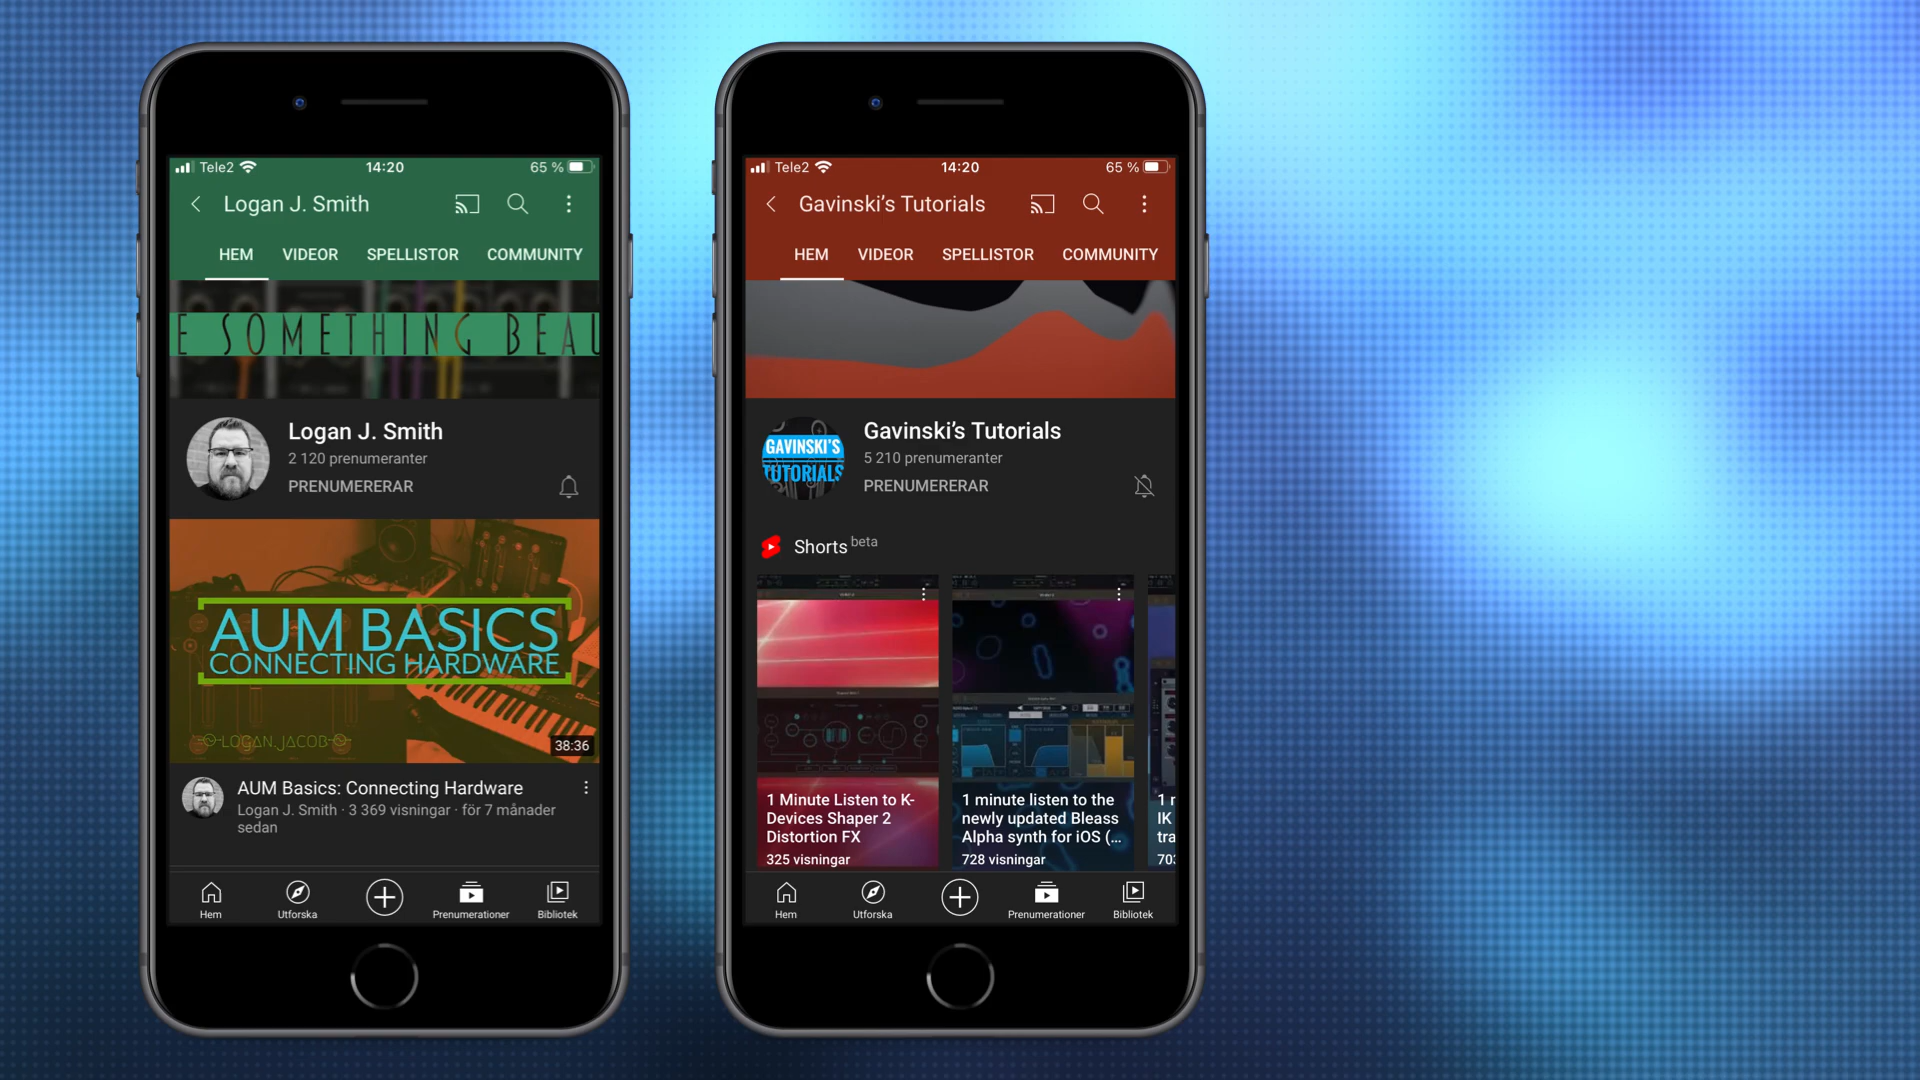 Tele2
14:20
65 %
Logan J. Smith
HEM
VIDEOR
SPELLISTOR
COMMUNITY
E SOMETHING BEAU
Logan J. Smith
2 120 prenumeranter
PRENUMERERAR
AUM BASICS
CONNECTING HARDWARE
LOGAN.JACOB
38:36
AUM Basics: Connecting Hardware
Logan J. Smith · 3 369 visningar · för 7 månader
sedan
Hem
Utforska
Prenumerationer
Bibliotek
Tele2
14:20
65 %
Gavinski's Tutorials
HEM
VIDEOR
SPELLISTOR
COMMUNITY
GAVINSKI'S
TUTORIALS
Gavinski's Tutorials
5 210 prenumeranter
PRENUMERERAR
Shorts beta
1 Minute Listen to K-
Devices Shaper 2
Distortion FX
325 visningar
1 minute listen to the
newly updated Bleass
Alpha synth for iOS (...
728 visningar
IK
tra
703
Hem
Utforska
Prenumerationer
Bibliotek